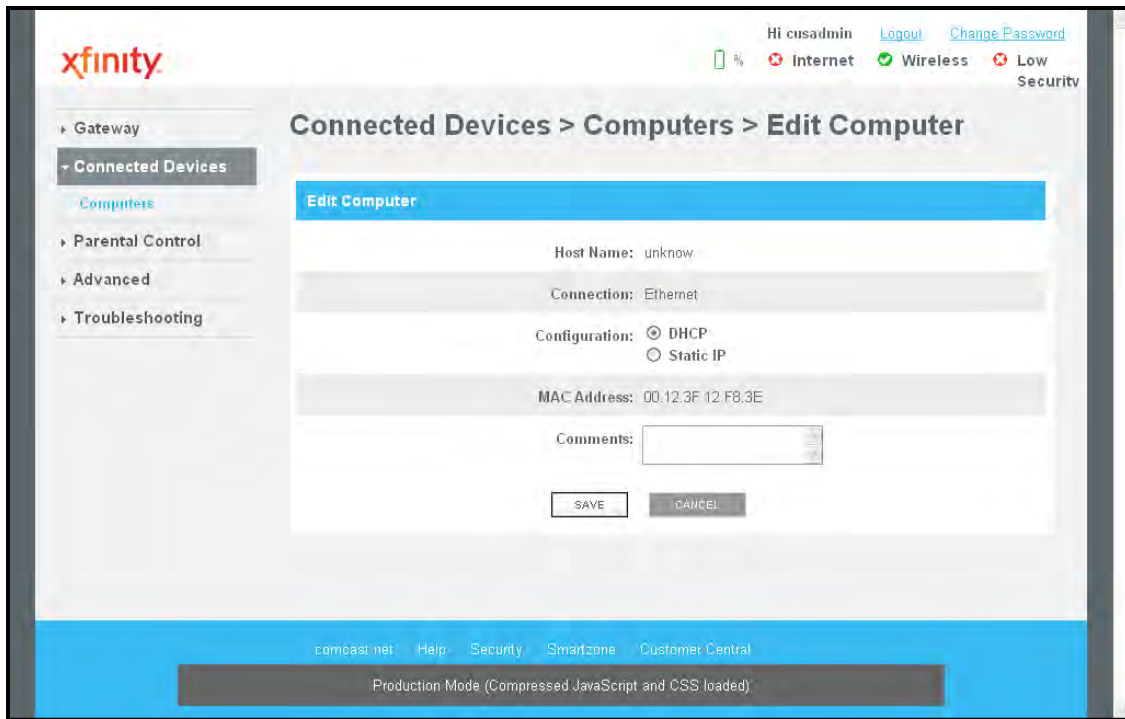 Hi cusadmin Logout Change Password
xfinity
% Internet Wireless Low
Security
Gateway
Connected Devices
Computers
Parental Control
Advanced
Troubleshooting
Connected Devices > Computers > Edit Computer
Edit Computer
Host Name: unknow
Connection: Ethernet
Configuration: DHCP
Static IP
MAC Address: 00.12.3F 12 F8.3E
Comments:
SAVE CANCEL
comcast.net Help Security Smartzone Customer Central
Production Mode (Compressed JavaScript and CSS loaded)